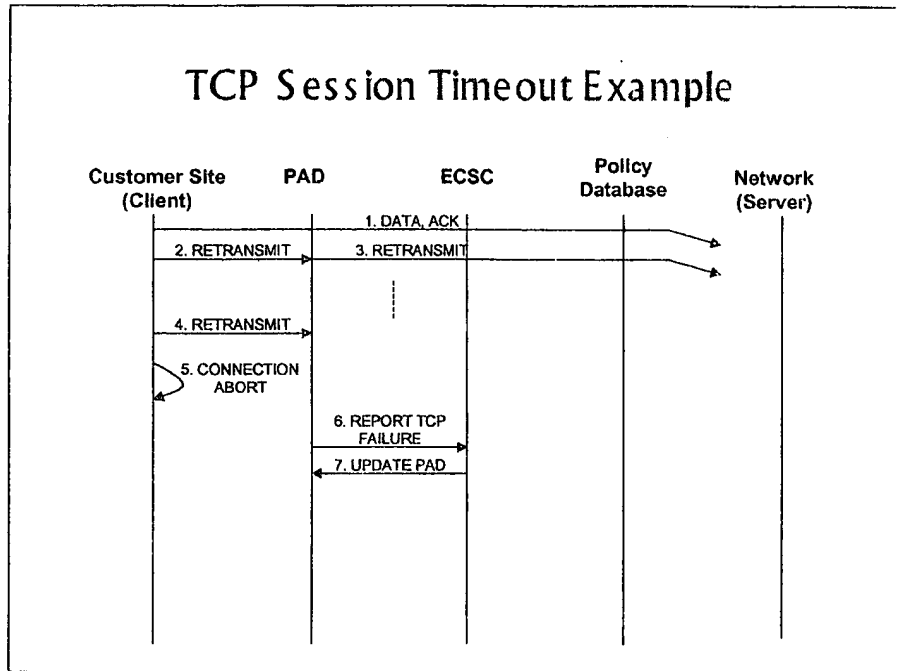 TCP Session Timeout Example
Customer Site
(Client)
PAD
ECSC
Policy
Database
Network
(Server)
1. DATA, ACK
2. RETRANSMIT
3. RETRANSMIT
4. RETRANSMIT
5. CONNECTION
ABORT
6. REPORT TCP
FAILURE
7. UPDATE PAD